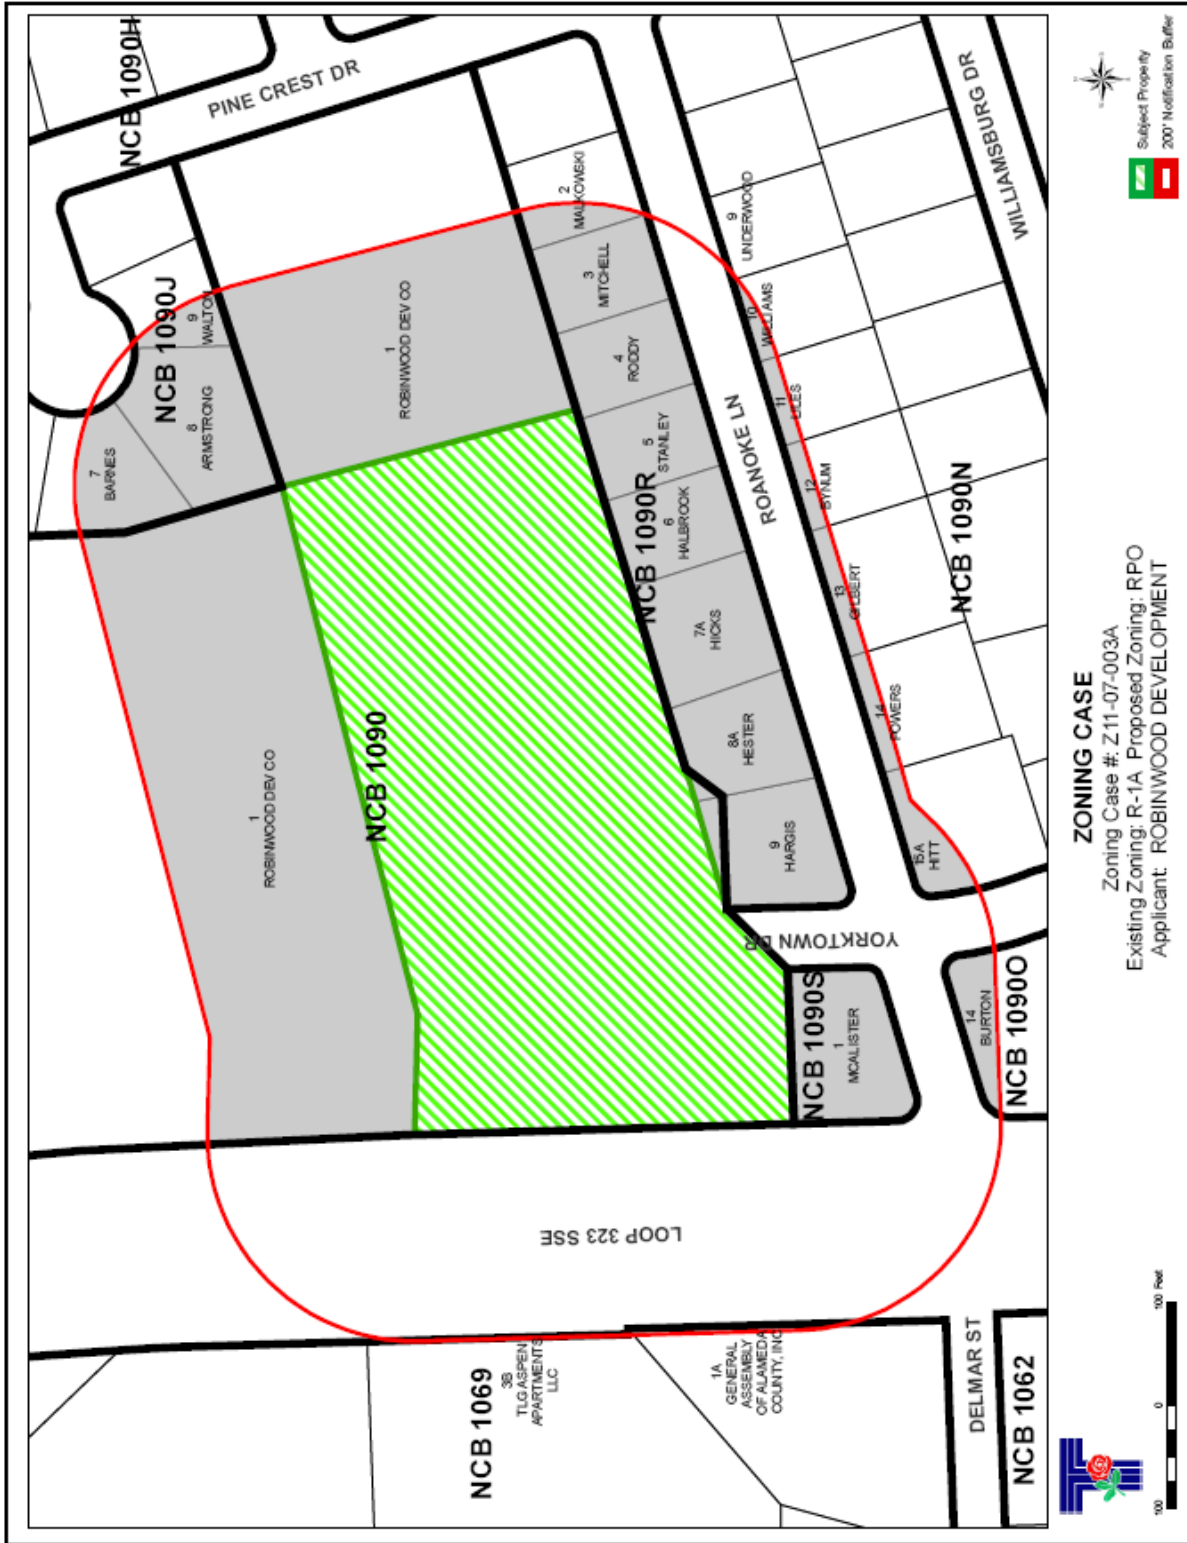 NCB 1090H
PINE CREST DR
NCB 1090J
9
WALTON
8
ARMSTRONG
7
BARNES
1
ROBINWOOD DEV CO
2
MALKOWSKI
3
MITCHELL
4
RODDY
5
STANLEY
6
HALBROOK
NCB 1090R
7A
HICKS
8A
HESTER
9
HARGIS
9
UNDERWOOD
10
WILLIAMS
11
LILES
12
BYNUM
13
GILBERT
14
POWERS
15A
HITT
ROANOKE LN
WILLIAMSBURG DR
NCB 1090N
1
ROBINWOOD DEV CO
NCB 1090
YORKTOWN DR
NCB 1090S
1
MCALISTER
14
BURTON
NCB 1090O
LOOP 323 SSE
NCB 1069
3B
TLG ASPEN
APARTMENTS
LLC
1A
GENERAL
ASSEMBLY
OF ALAMEDA
COUNTY, INC
DELMAR ST
NCB 1062
ZONING CASE
Zoning Case #: Z11-07-003A
Existing Zoning: R-1A Proposed Zoning: RPO
Applicant: ROBINWOOD DEVELOPMENT
Subject Property
200' Notification Buffer
100 0 100 Feet